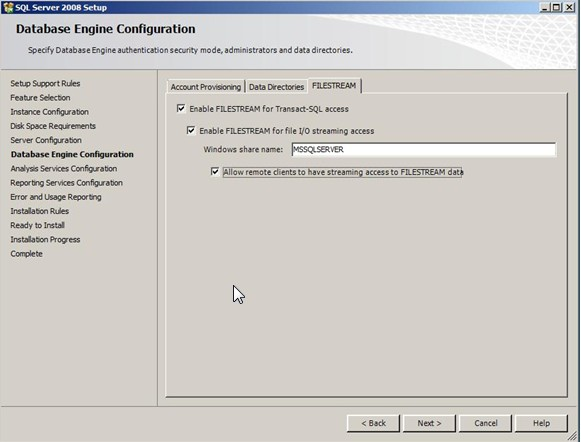 SQL Server 2008 Setup
Database Engine Configuration
Specify Database Engine authentication security mode, administrators and data directories.
Setup Support Rules
Feature Selection
Instance Configuration
Disk Space Requirements
Server Configuration
Database Engine Configuration
Analysis Services Configuration
Reporting Services Configuration
Error and Usage Reporting
Installation Rules
Ready to Install
Installation Progress
Complete
Account Provisioning Data Directories FILESTREAM
Enable FILESTREAM for Transact-SQL access
Enable FILESTREAM for file I/O streaming access
Windows share name: MSSQLSERVER
Allow remote clients to have streaming access to FILESTREAM data
< Back Next > Cancel Help